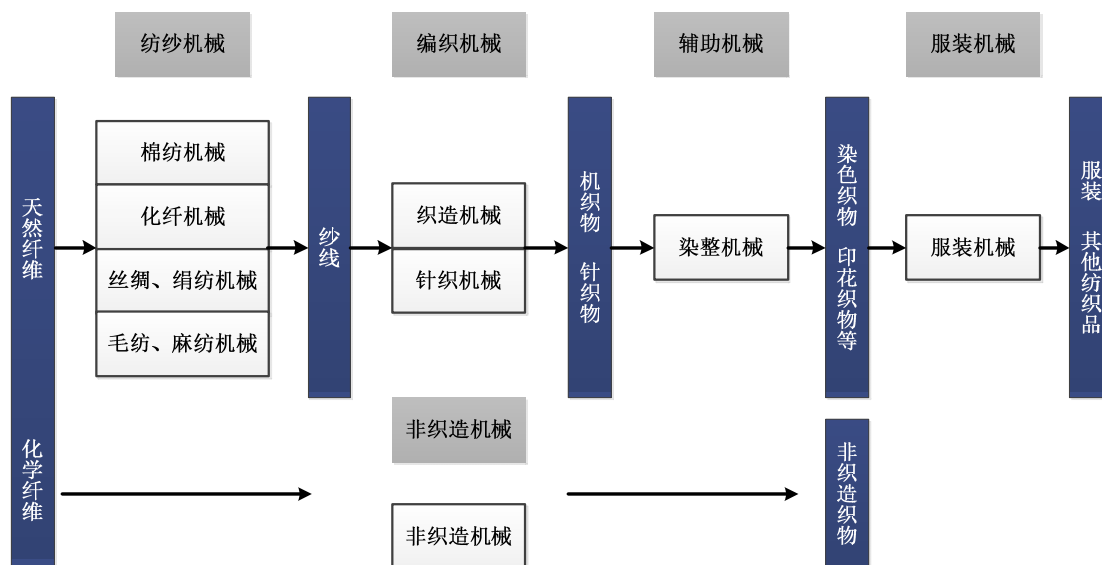 纺纱机械
编织机械
辅助机械
服装机械
天然纤维
化学纤维
棉纺机械
化纤机械
丝绸、绢纺机械
毛纺、麻纺机械
纱线
织造机械
针织机械
机织物 针织物
染整机械
染色织物 印花织物等
服装机械
服装 其他纺织品
非织造机械
非织造机械
非织造织物